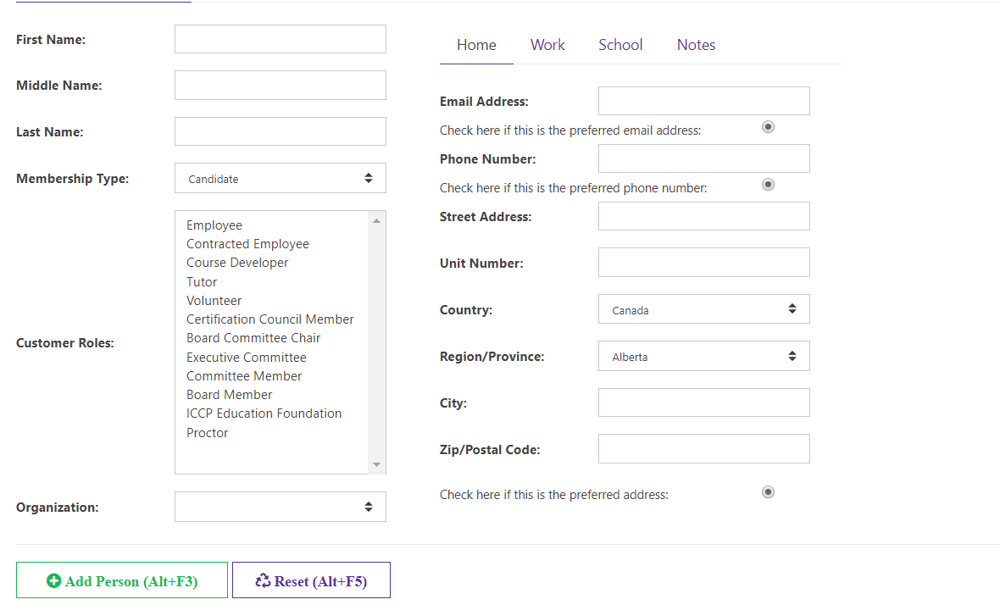 First Name:
Middle Name:
Last Name:
Membership Type:
Candidate
Customer Roles:
Employee
Contracted Employee
Course Developer
Tutor
Volunteer
Certification Council Member
Board Committee Chair
Executive Committee
Committee Member
Board Member
ICCP Education Foundation
Proctor
Organization:
Home Work School Notes
Email Address:
Check here if this is the preferred email address:
Phone Number:
Check here if this is the preferred phone number:
Street Address:
Unit Number:
Country:
Canada
Region/Province:
Alberta
City:
Zip/Postal Code:
Check here if this is the preferred address:
Add Person (Alt+F3)
Reset (Alt+F5)